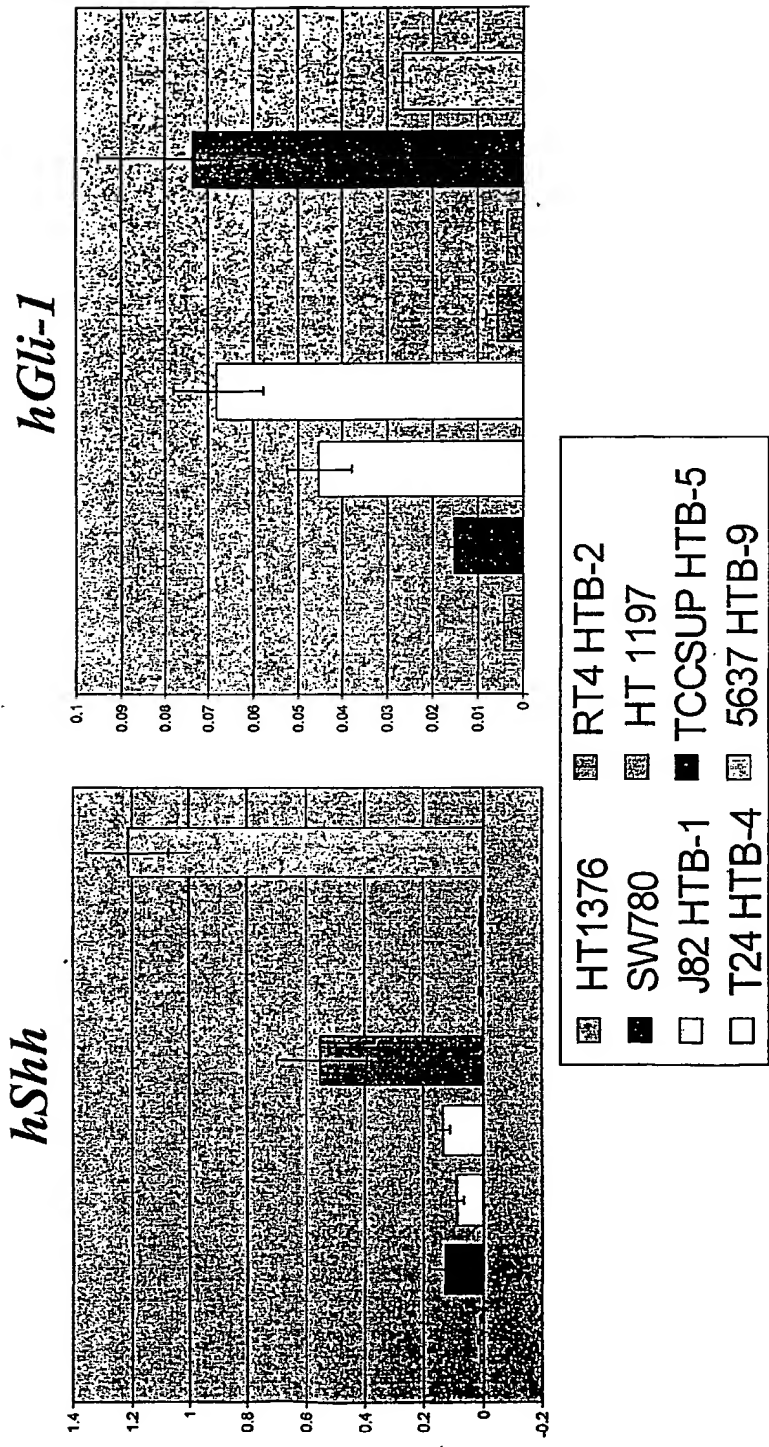 hShh
1.4
1.2
1
0.8
0.6
0.4
0.2
0
-0.2
hGli-1
0.1
0.09
0.08
0.07
0.06
0.05
0.04
0.03
0.02
0.01
0
HT1376
RT4 HTB-2
SW780
HT 1197
J82 HTB-1
TCCSUP HTB-5
T24 HTB-4
5637 HTB-9